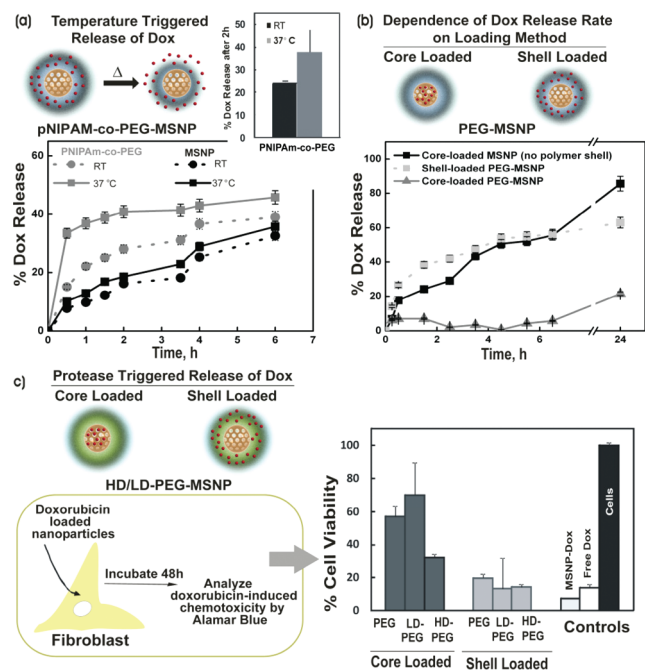 (a)
Temperature Triggered
Release of Dox
Δ
pNIPAm-co-PEG-MSNP
% Dox Release after 2h
50
40
30
20
10
0
RT
37° C
PNIPAm-co-PEG
% Dox Release
60
40
20
0
PNIPAm-co-PEG
RT
37 °C
MSNP
RT
37 °C
0 1 2 3 4 5 6 7
Time, h
(b)
Dependence of Dox Release Rate
on Loading Method
Core Loaded
Shell Loaded
PEG-MSNP
% Dox Release
100
80
60
40
20
0
Core-loaded MSNP (no polymer shell)
Shell-loaded PEG-MSNP
Core-loaded PEG-MSNP
0 2 4 6 24
Time, h
c)
Protease Triggered Release of Dox
Core Loaded
Shell Loaded
HD/LD-PEG-MSNP
Doxorubicin
loaded
nanoparticles
Incubate 48h
Analyze
doxorubicin-induced
chemotoxicity by
Alamar Blue
Fibroblast
% Cell Viability
100
80
60
40
20
0
MSNP-Dox
Free Dox
Cells
PEG
LD-
PEG
HD-
PEG
PEG
LD-
PEG
HD-
PEG
Core Loaded
Shell Loaded
Controls